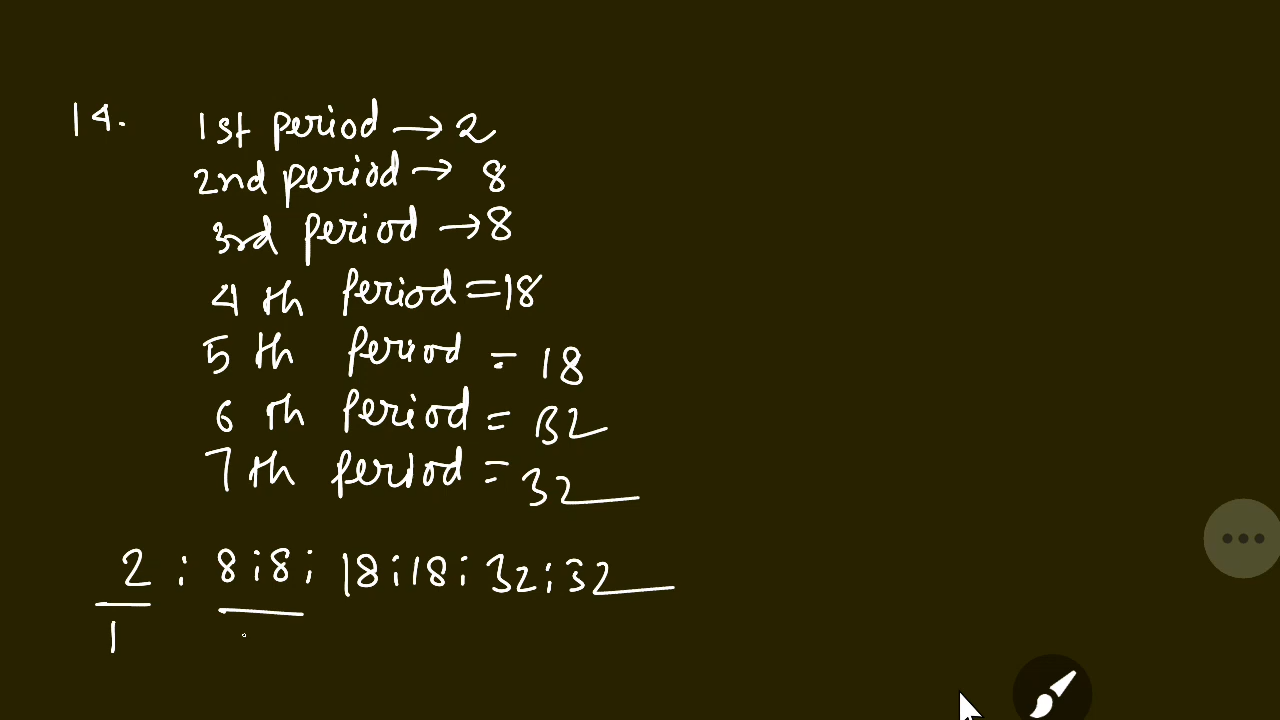 14. 1st period → 2
2nd period → 8
3rd period → 8
4 th period = 18
5 th period = 18
6 th period = 32
7 th period = 32
2 ; 8 ; 8 ; 18 ; 18 ; 32 ; 32
1